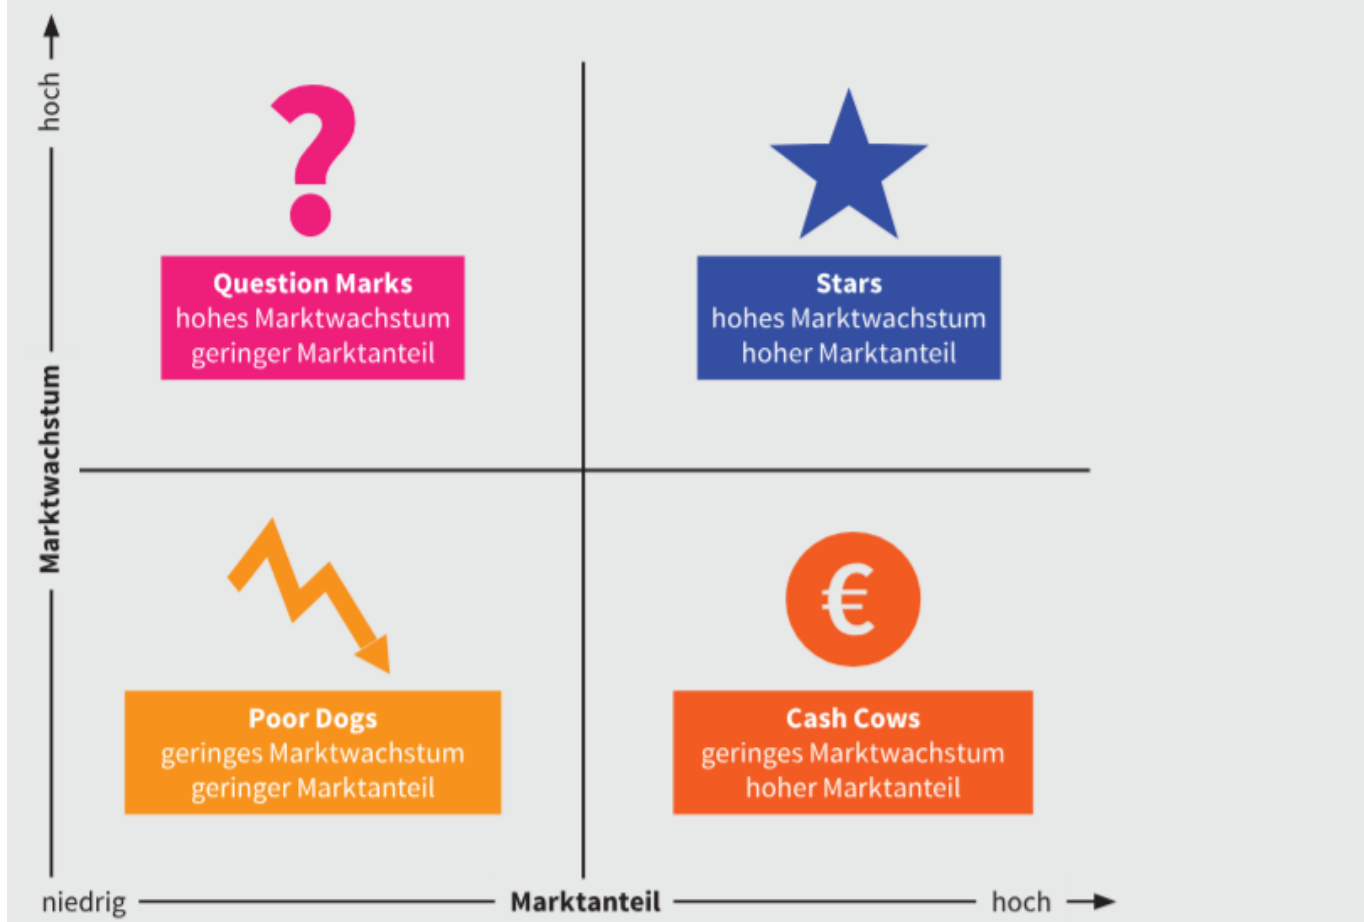 hoch
Marktwachstum
?
Question Marks
hohes Marktwachstum
geringer Marktanteil
Stars
hohes Marktwachstum
hoher Marktanteil
Poor Dogs
geringes Marktwachstum
geringer Marktanteil
€
Cash Cows
geringes Marktwachstum
hoher Marktanteil
niedrig
Marktanteil
hoch